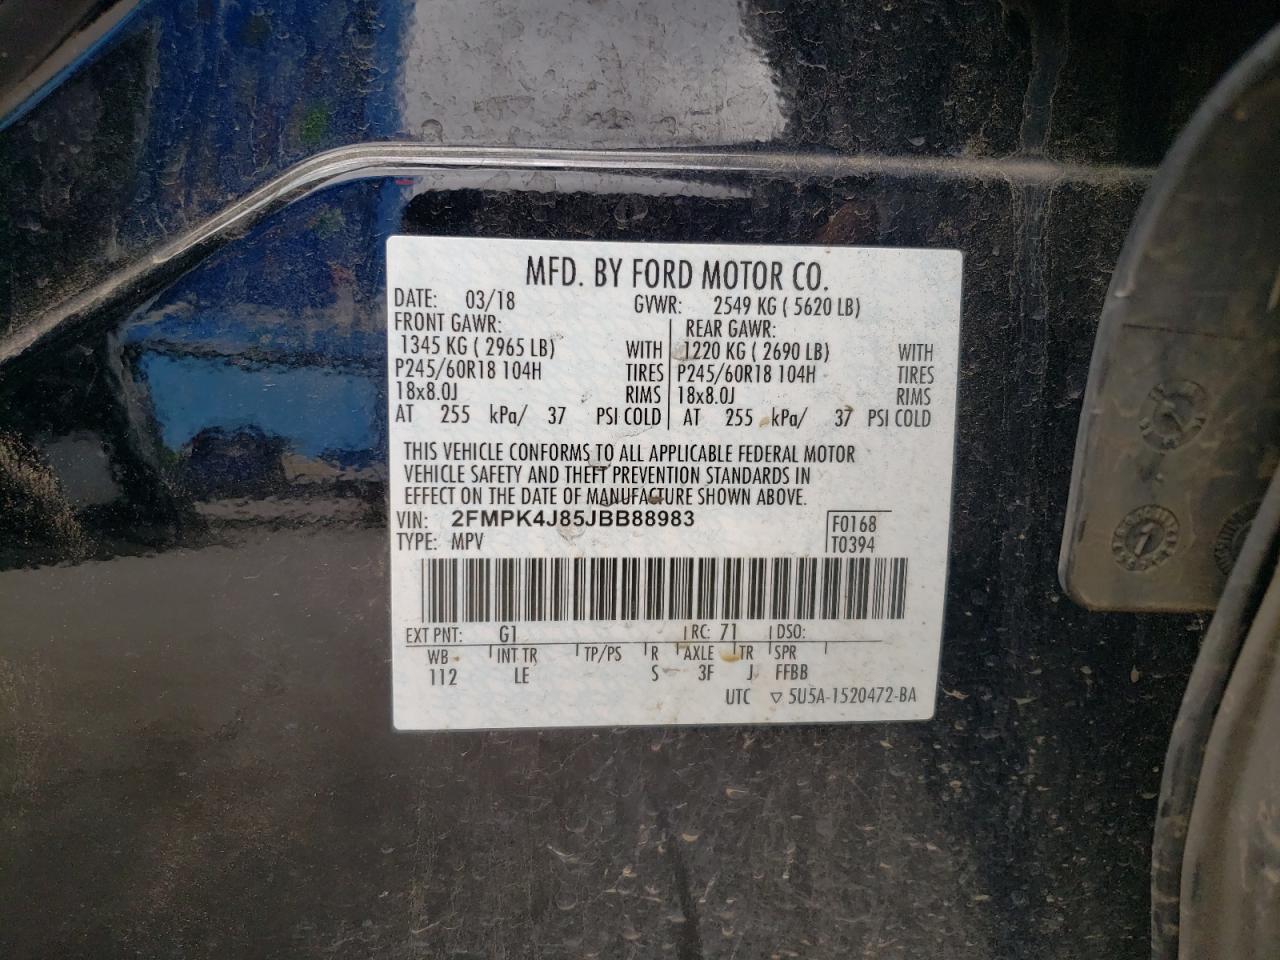 MFD. BY FORD MOTOR CO.
DATE: 03/18 GVWR: 2549 KG ( 5620 LB)
FRONT GAWR: REAR GAWR:
1345 KG ( 2965 LB) WITH 1220 KG ( 2690 LB) WITH
P245/60R18 104H TIRES P245/60R18 104H TIRES
18x8.0J RIMS 18x8.0J RIMS
AT 255 kPa/ 37 PSI COLD AT 255 kPa/ 37 PSI COLD
THIS VEHICLE CONFORMS TO ALL APPLICABLE FEDERAL MOTOR
VEHICLE SAFETY AND THEFT PREVENTION STANDARDS IN
EFFECT ON THE DATE OF MANUFACTURE SHOWN ABOVE.
VIN: 2FMPK4J85JBB88983 F0168
TYPE: MPV T0394
EXT PNT: G1 RC: 71 DSO:
WB INT TR TP/PS R AXLE TR SPR
112 LE S 3F J FFBB
UTC ▽ 5U5A-1520472-BA